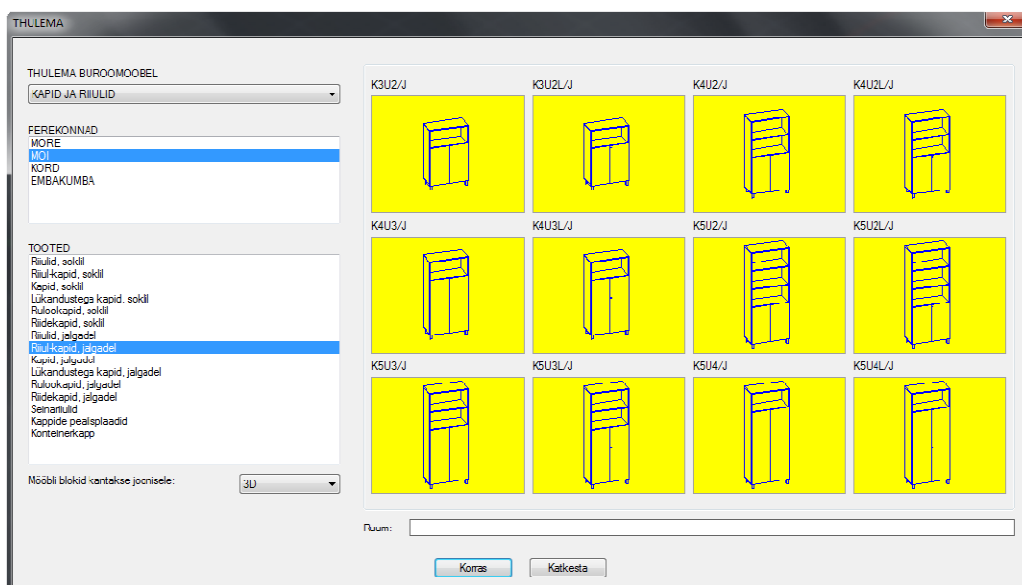 THULEMA
THULEMA BÜROOMÖÖBEL
KAPID JA RIIULID
PEREKONNAD
MORE
MOI
KORD
EMBAKUMBA
TOOTED
Riiulid, soklil
Riiul-kapid, soklil
Kapid, soklil
Lükandustega kapid, soklil
Rulookapid, soklil
Riidekapid, soklil
Riiulid, jalgadel
Riiul-kapid, jalgadel
Kapid, jalgadel
Lükandustega kapid, jalgadel
Rulookapid, jalgadel
Riidekapid, jalgadel
Seinariiulid
Kappide pealsplaadid
Konteinerkapp
Mööbli blokid kantakse joonisele:
3D
K3U2/J
K3U2L/J
K4U2/J
K4U2L/J
K4U3/J
K4U3L/J
K5U2/J
K5U2L/J
K5U3/J
K5U3L/J
K5U4/J
K5U4L/J
Ruum:
Korras
Katkesta